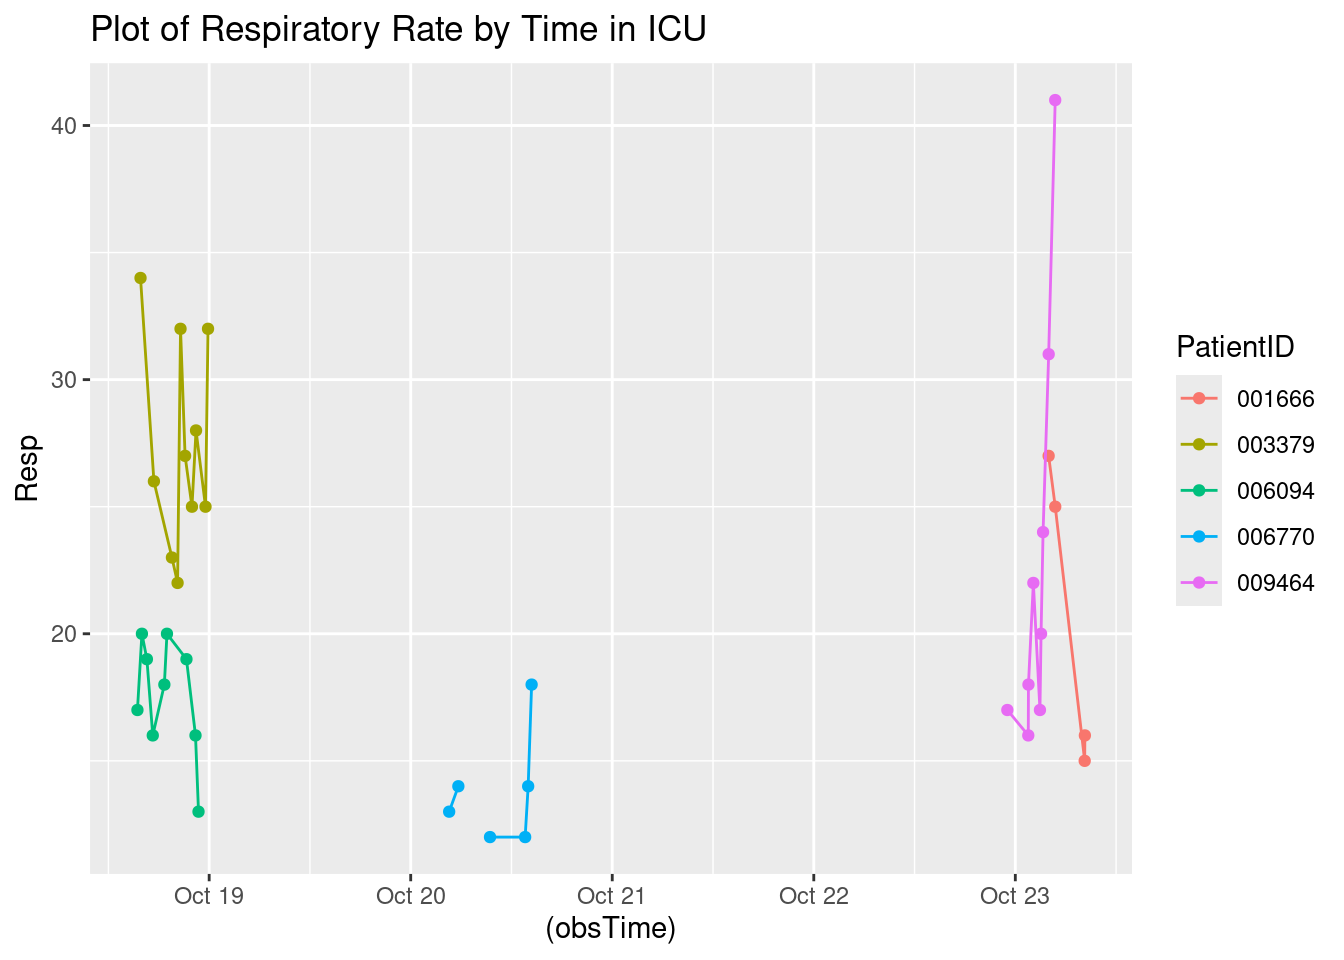 Plot of Respiratory Rate by Time in ICU
Resp
40
30
20
Oct 19
Oct 20
Oct 21
Oct 22
Oct 23
(obsTime)
PatientID
001666
003379
006094
006770
009464